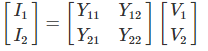 [I₁] = [Y₁₁ Y₁₂] [V₁]
[I₂] = [Y₂₁ Y₂₂] [V₂]